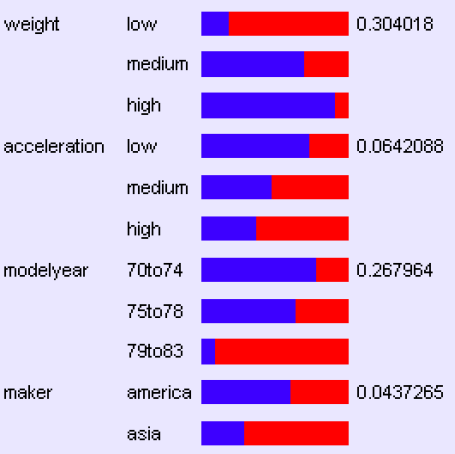 weight low 0.304018
medium
high
acceleration low 0.0642088
medium
high
modelyear 70to74 0.267964
75to78
79to83
maker america 0.0437265
asia